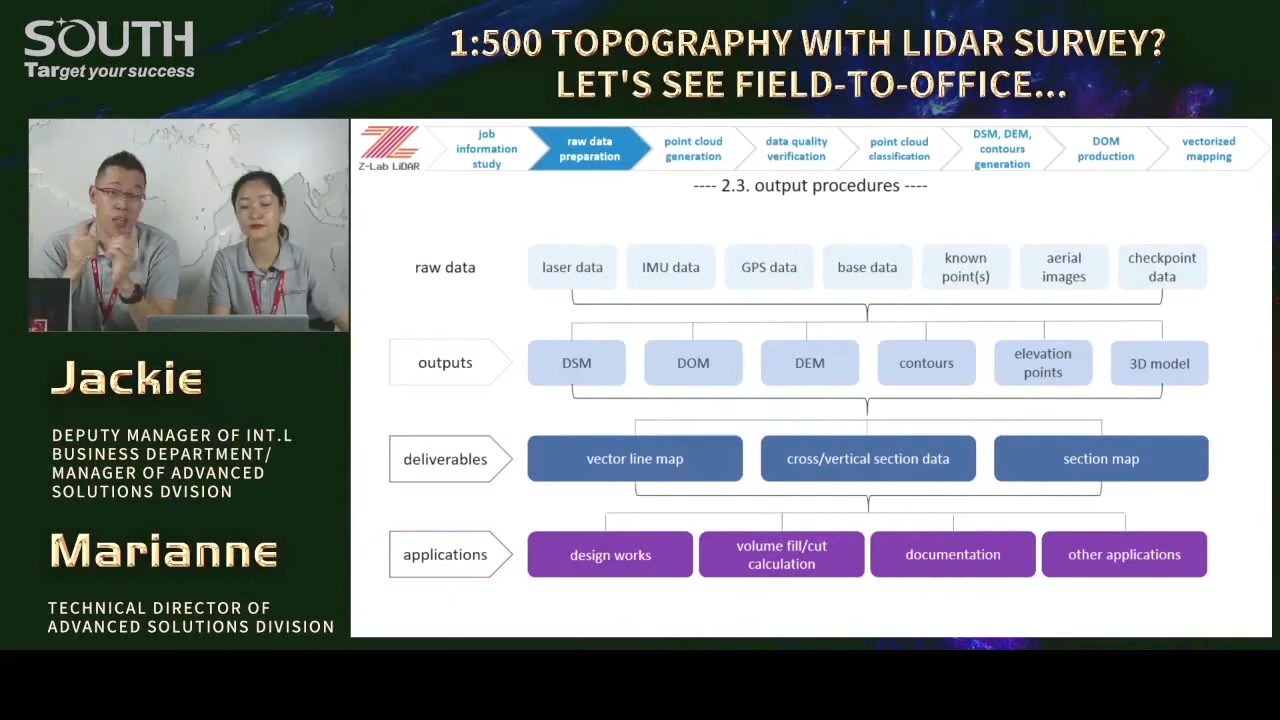 SOUTH
Target your success
1:500 TOPOGRAPHY WITH LIDAR SURVEY?
LET'S SEE FIELD-TO-OFFICE...
Z-Lab LiDAR
job
information
study
raw data
preparation
point cloud
generation
data quality
verification
point cloud
classification
DSM, DEM,
contours
generation
DOM
production
vectorized
mapping
---- 2.3. output procedures ----
raw data
laser data
IMU data
GPS data
base data
known
point(s)
aerial
images
checkpoint
data
outputs
DSM
DOM
DEM
contours
elevation
points
3D model
deliverables
vector line map
cross/vertical section data
section map
applications
design works
volume fill/cut
calculation
documentation
other applications
Jackie
DEPUTY MANAGER OF INT.L
BUSINESS DEPARTMENT/
MANAGER OF ADVANCED
SOLUTIONS DVISION
Marianne
TECHNICAL DIRECTOR OF
ADVANCED SOLUTIONS DIVISION